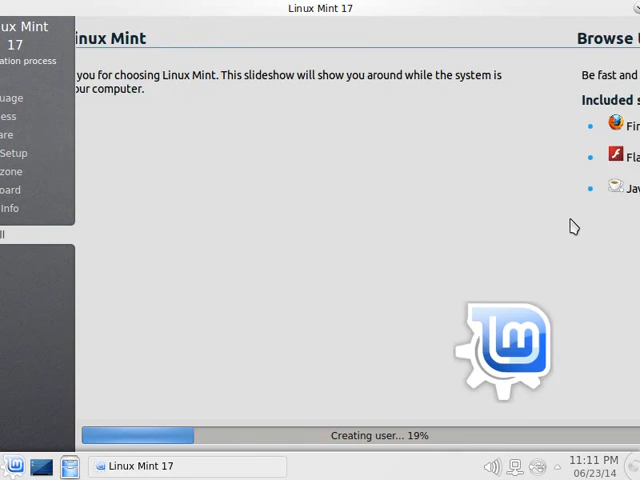 Linux Mint 17
ux Mint
17
ation process
uage
ess
are
Setup
zone
oard
Info
ll
inux Mint
you for choosing Linux Mint. This slideshow will show you around while the system is
our computer.
Browse
Be fast and
Included s
Fir
Fla
Jav
Creating user... 19%
Linux Mint 17
11:11 PM
06/23/14